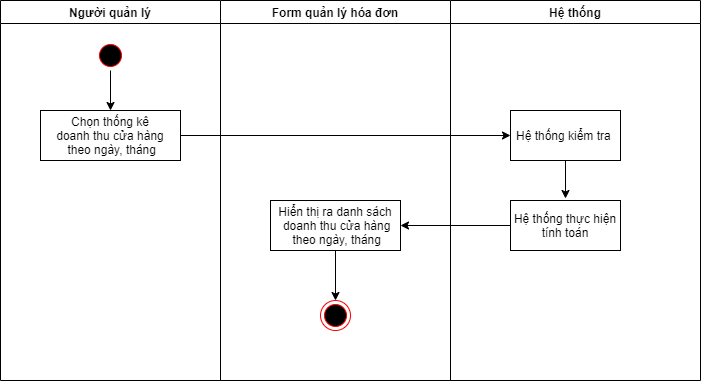 Người quản lý
Form quản lý hóa đơn
Hệ thống
Chọn thống kê
doanh thu cửa hàng
theo ngày, tháng
Hệ thống kiểm tra
Hiển thị ra danh sách
doanh thu cửa hàng
theo ngày, tháng
Hệ thống thực hiện
tính toán